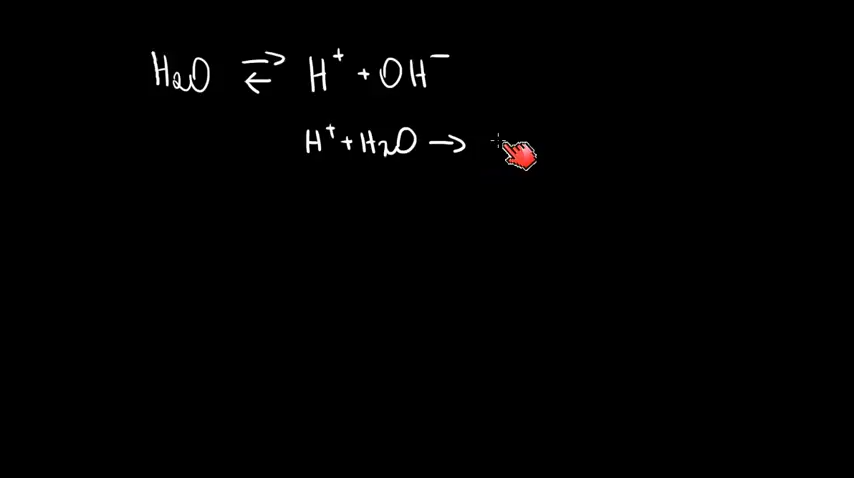 H₂O ⇌ H⁺ + OH⁻
H⁺ + H₂O →